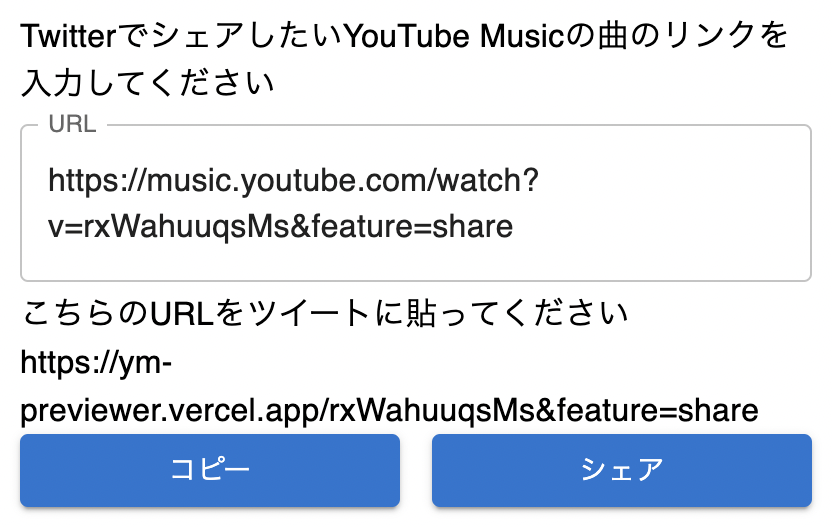 TwitterでシェアしたいYouTube Musicの曲のリンクを
入力してください
URL
https://music.youtube.com/watch?
v=rxWahuuqsMs&feature=share
こちらのURLをツイートに貼ってください
https://ym-
previewer.vercel.app/rxWahuuqsMs&feature=share
コピー
シェア